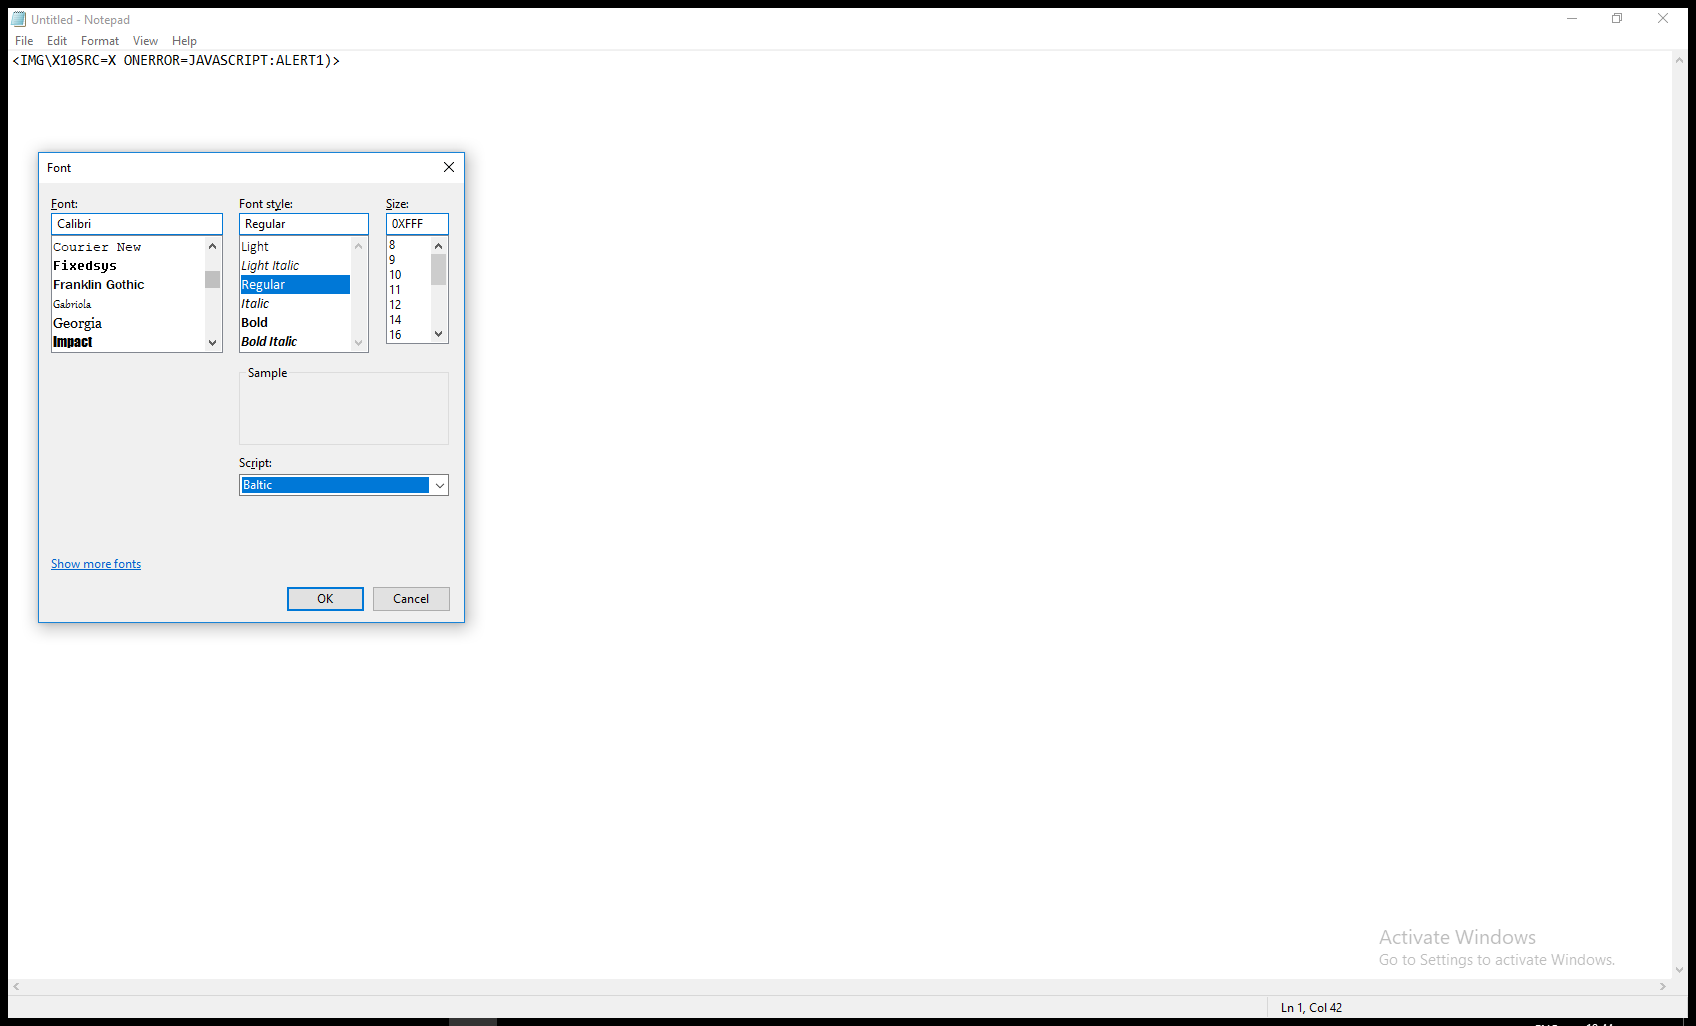 Untitled - Notepad
File Edit Format View Help
<IMG\X10SRC=X ONERROR=JAVASCRIPT:ALERT1)>
Font
Font: Font style: Size:
Calibri Regular 0XFFF
Courier New
Fixedsys
Franklin Gothic
Gabriola
Georgia
Impact
Light
Light Italic
Regular
Italic
Bold
Bold Italic
8
9
10
11
12
14
16
Sample
Script:
Baltic
Show more fonts
OK Cancel
Activate Windows
Go to Settings to activate Windows.
Ln 1, Col 42